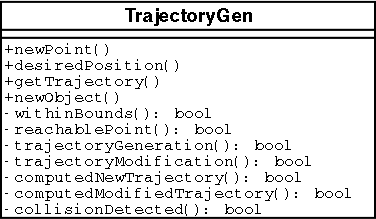 TrajectoryGen
+newPoint()
+desiredPosition()
+getTrajectory()
+newObject()
- withinBounds(): bool
- reachablePoint(): bool
- trajectoryGeneration(): bool
- trajectoryModification(): bool
- computedNewTrajectory(): bool
- computedModifiedTrajectory(): bool
- collisionDetected(): bool